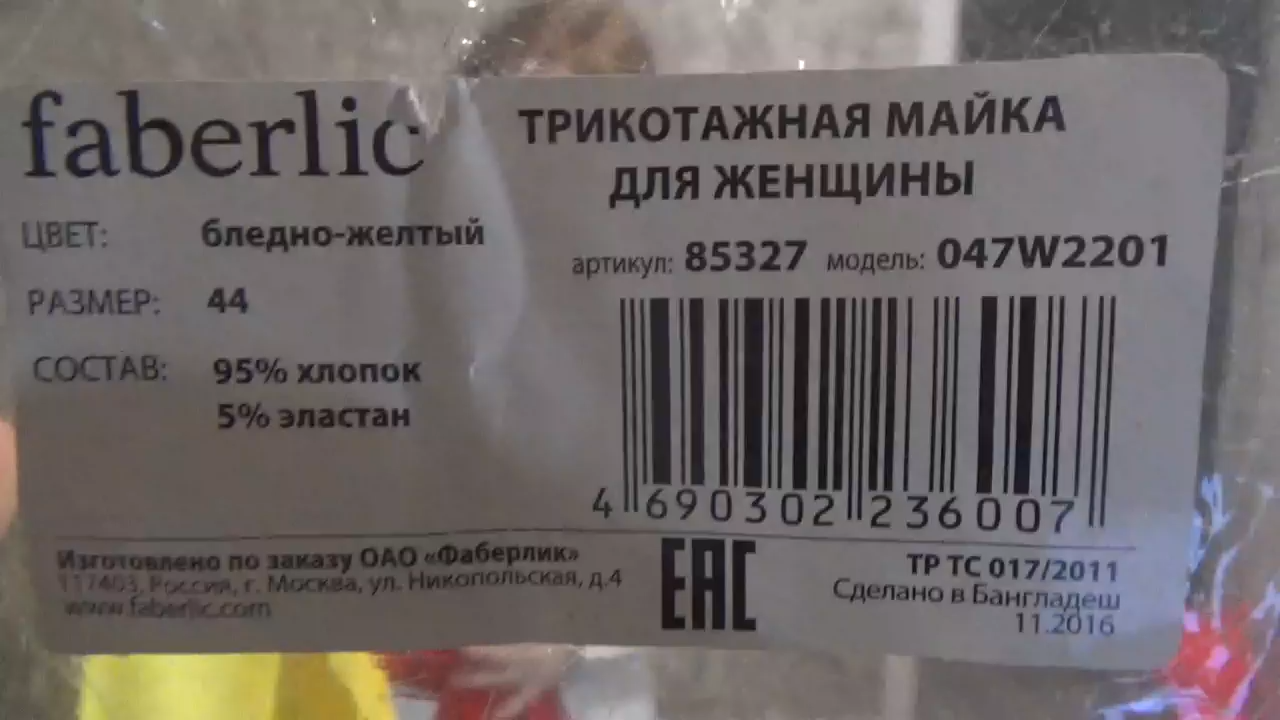 faberlic
ТРИКОТАЖНАЯ МАЙКА
ДЛЯ ЖЕНЩИНЫ
ЦВЕТ: бледно-желтый
артикул: 85327 модель: 047W2201
РАЗМЕР: 44
СОСТАВ: 95% хлопок
5% эластан
4 690302 236007
Изготовлено по заказу ОАО «Фаберлик»
117403, Россия, г. Москва, ул. Никопольская, д.4
www.faberlic.com
ЕАС
ТР ТС 017/2011
Сделано в Бангладеш
11.2016